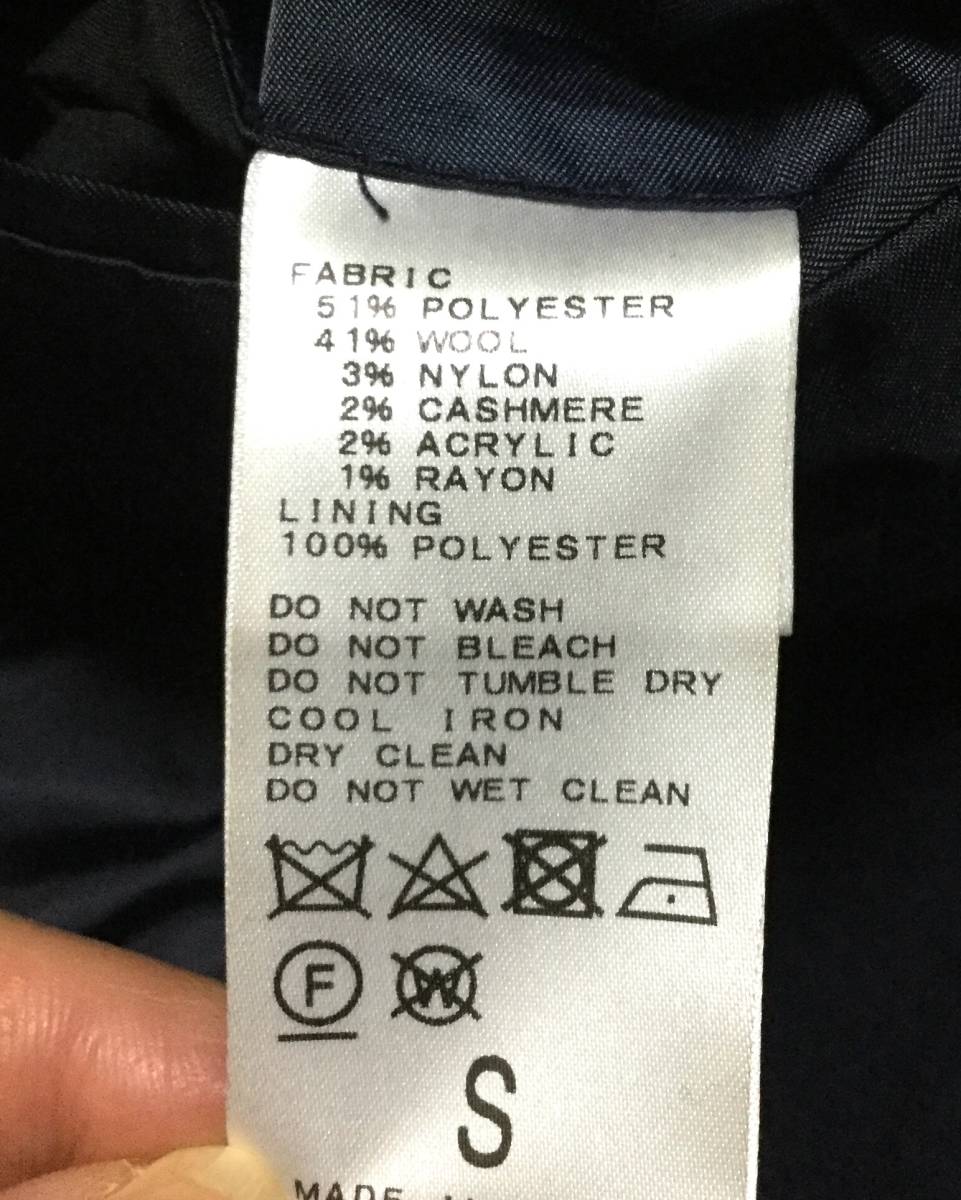 FABRIC
51% POLYESTER
41% WOOL
3% NYLON
2% CASHMERE
2% ACRYLIC
1% RAYON
LINING
100% POLYESTER
DO NOT WASH
DO NOT BLEACH
DO NOT TUMBLE DRY
COOL IRON
DRY CLEAN
DO NOT WET CLEAN
F W
S
MADE